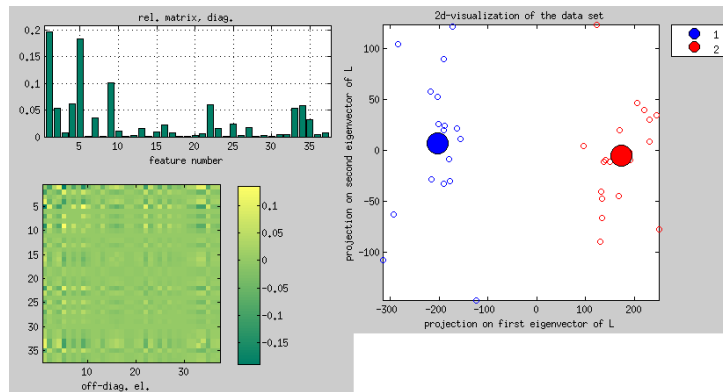 rel. matrix, diag.
0.2
0.15
0.1
0.05
0
5 10 15 20 25 30 35
feature number
5
10
15
20
25
30
35
10 20 30
off-diag. el.
0.1
0.05
0
-0.05
-0.1
-0.15
2d-visualization of the data set
projection on second eigenvector of L
100
50
0
-50
-100
-300 -200 -100 0 100 200
projection on first eigenvector of L
1
2